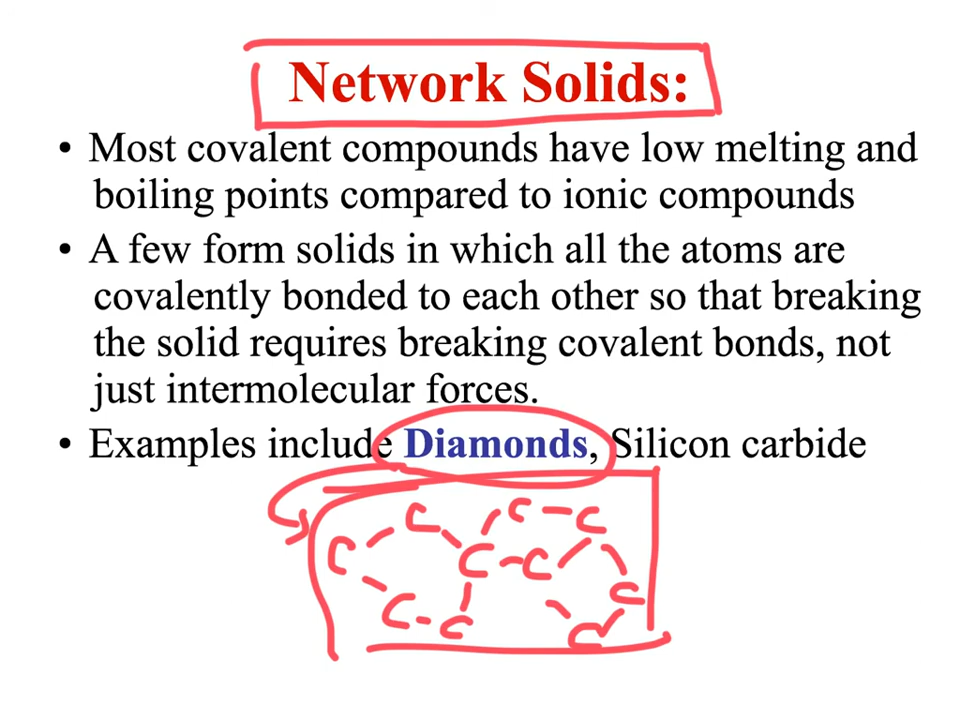 Network Solids:
• Most covalent compounds have low melting and
boiling points compared to ionic compounds
• A few form solids in which all the atoms are
covalently bonded to each other so that breaking
the solid requires breaking covalent bonds, not
just intermolecular forces.
• Examples include Diamonds, Silicon carbide
C C C
C C C
C
C C C